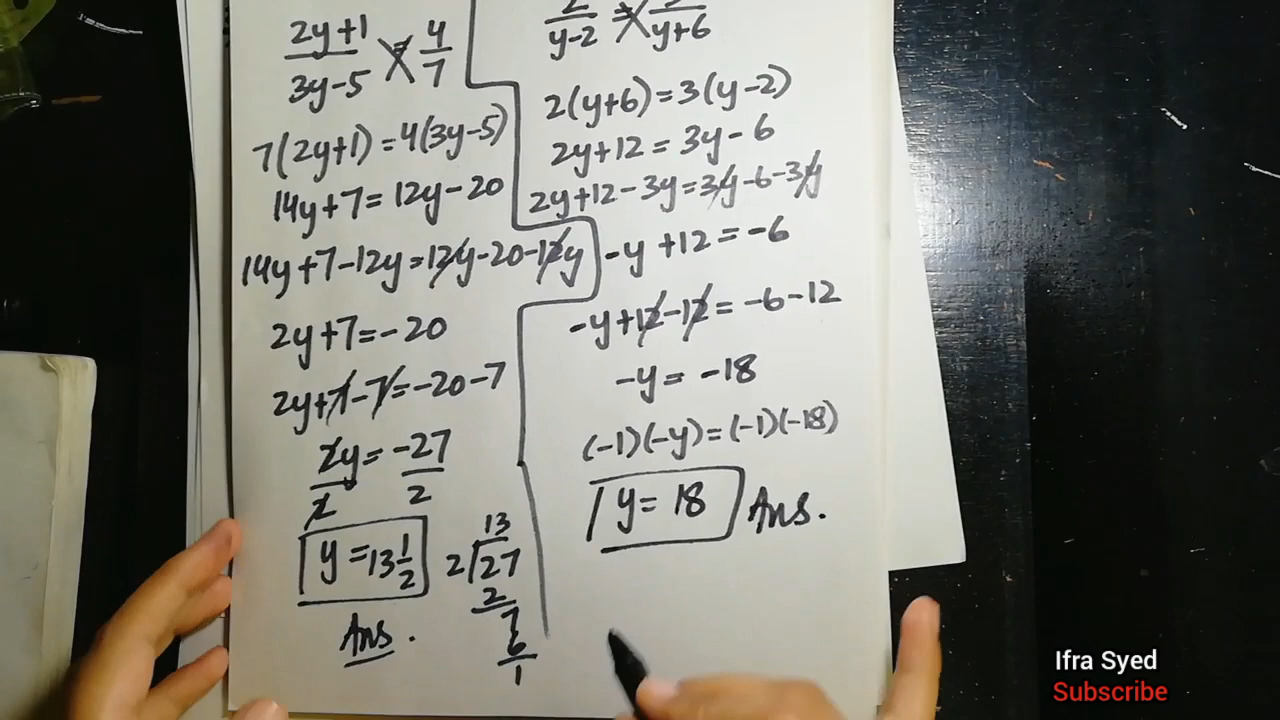 2y+1/3y-5 = 4/7
7(2y+1)=4(3y-5)
14y+7=12y-20
14y+7-12y=12y-20-12y
2y+7=-20
2y+7-7=-20-7
2y/2=-27/2
y=13 1/2
Ans.
13
2)27
2
7
6
1
2/y-2 = 3/y+6
2(y+6)=3(y-2)
2y+12=3y-6
2y+12-3y=3y-6-3y
-y+12=-6
-y+12-12=-6-12
-y=-18
(-1)(-y)=(-1)(-18)
y=18 Ans.
Ifra Syed
Subscribe